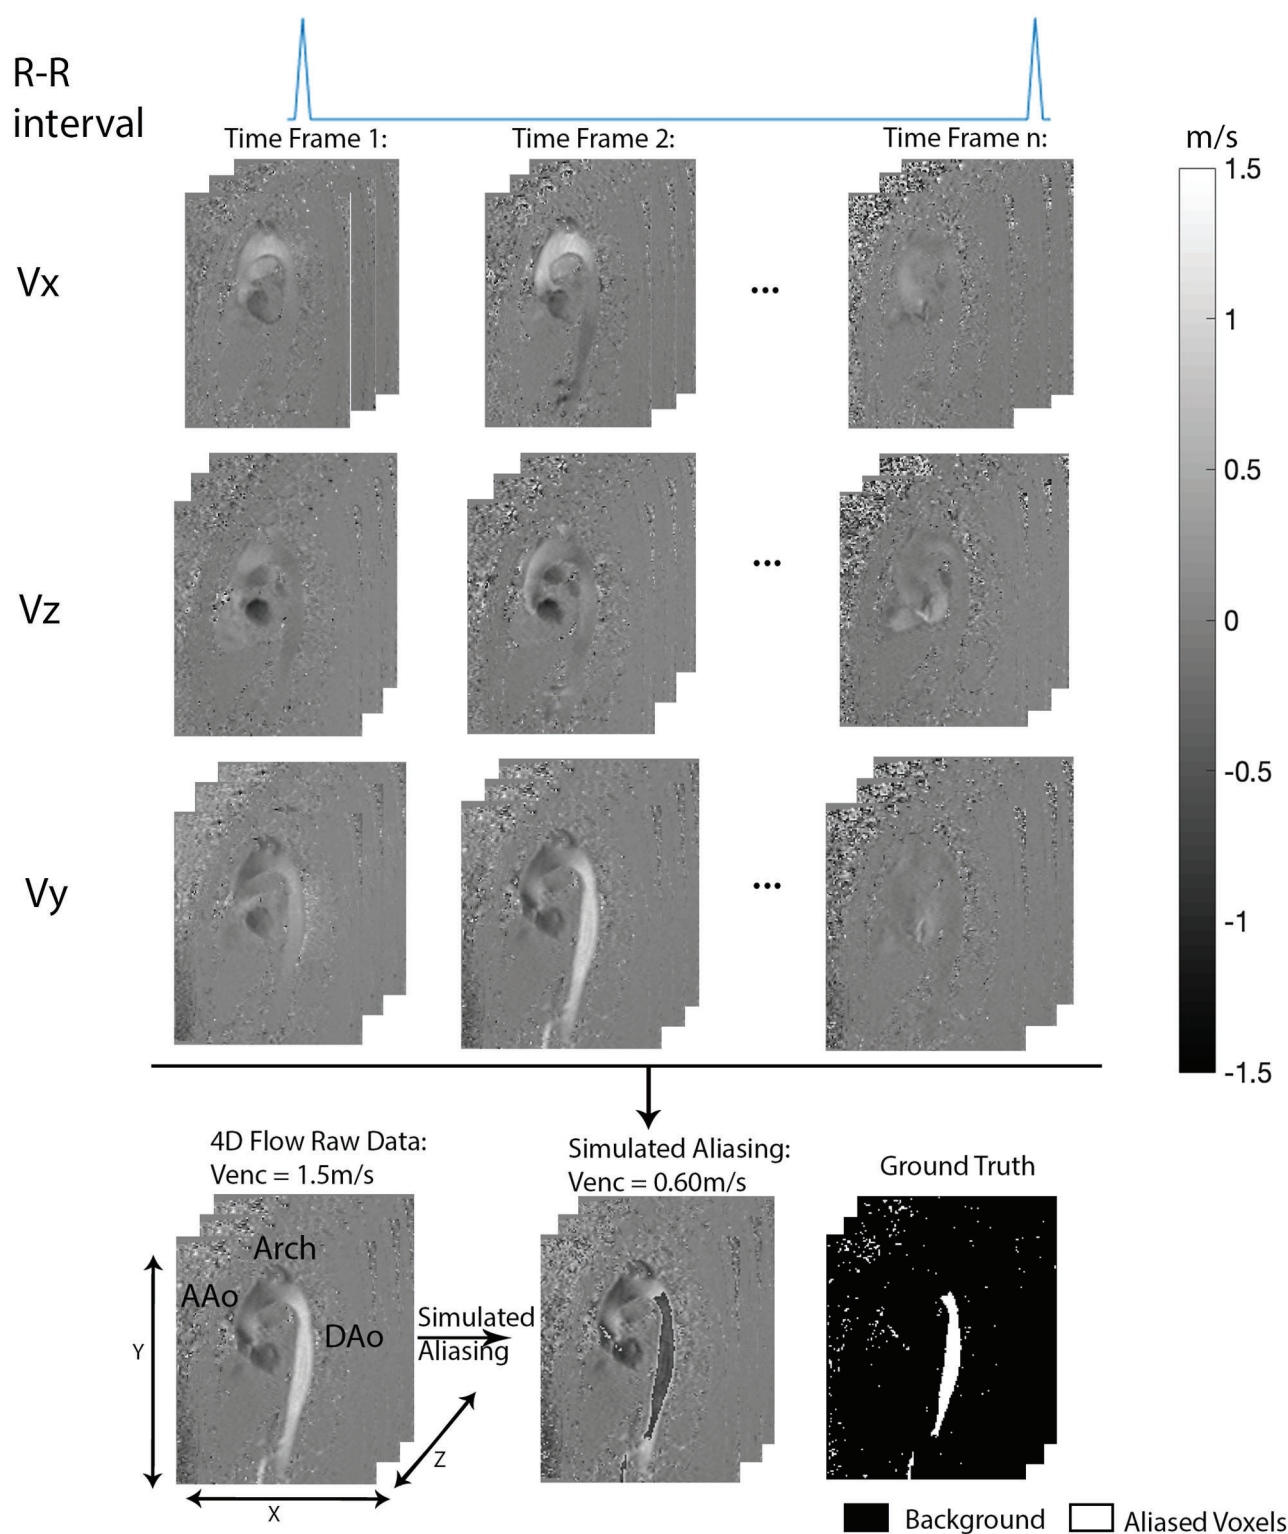 R-R
interval
Time Frame 1:
Time Frame 2:
Time Frame n:
m/s
1.5
1
0.5
0
-0.5
-1
-1.5
Vx
...
Vz
...
Vy
...
4D Flow Raw Data:
Venc = 1.5m/s
Simulated Aliasing:
Venc = 0.60m/s
Ground Truth
Arch
AAo
DAo
Simulated
Aliasing
Y
Z
X
Background
Aliased Voxels